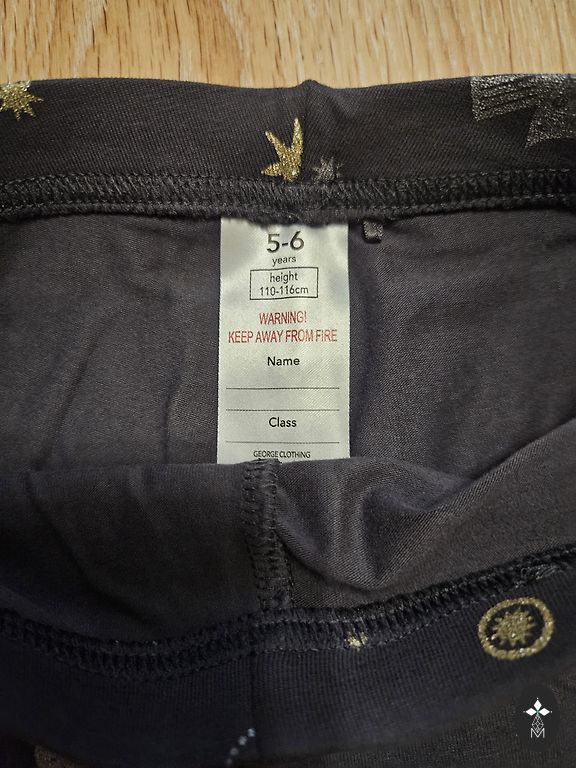 5-6
years
height
110-116cm
WARNING!
KEEP AWAY FROM FIRE
Name
Class
GEORGE CLOTHING